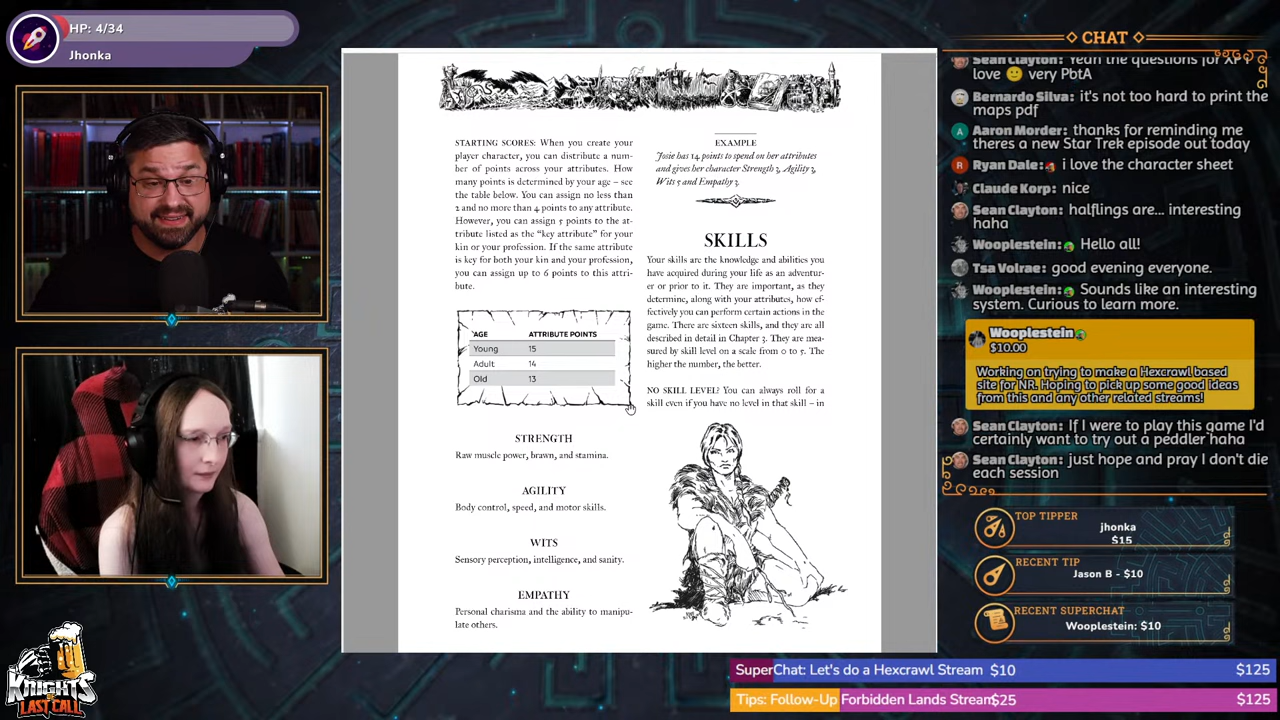 HP: 4/34
Jhonka
STARTING SCORES: When you create your
player character, you can distribute a num-
ber of points across your attributes. How
many points is determined by your age – see
the table below. You can assign no less than
2 and no more than 4 points to any attribute.
However, you can assign 5 points to the at-
tribute listed as the “key attribute” for your
kin or your profession. If the same attribute
is key for both your kin and your profession,
you can assign up to 6 points to this attri-
bute.
AGE ATTRIBUTE POINTS
Young 15
Adult 14
Old 13
STRENGTH
Raw muscle power, brawn, and stamina.
AGILITY
Body control, speed, and motor skills.
WITS
Sensory perception, intelligence, and sanity.
EMPATHY
Personal charisma and the ability to manipu-
late others.
EXAMPLE
Josie has 14 points to spend on her attributes
and gives her character Strength 3, Agility 3,
Wits 5 and Empathy 3.
SKILLS
Your skills are the knowledge and abilities you
have acquired during your life as an adventur-
er or prior to it. They are important, as they
determine, along with your attributes, how ef-
fectively you can perform certain actions in the
game. There are sixteen skills, and they are all
described in detail in Chapter 3. They are mea-
sured by skill level on a scale from 0 to 5. The
higher the number, the better.
NO SKILL LEVEL? You can always roll for a
skill even if you have no level in that skill – in
CHAT
Sean Clayton: Yeah the questions for XP
love 🙂 very PbtA
Bernardo Silva: it's not too hard to print the
maps pdf
A Aaron Morder: thanks for reminding me
theres a new Star Trek episode out today
R Ryan Dale: i love the character sheet
Claude Korp: nice
Sean Clayton: halflings are... interesting
haha
Wooplestein: Hello all!
Tsa Volrae: good evening everyone.
Wooplestein: Sounds like an interesting
system. Curious to learn more.
Wooplestein
$10.00
Working on trying to make a Hexcrawl based
site for NR. Hoping to pick up some good ideas
from this and any other related streams!
Sean Clayton: If I were to play this game I'd
certainly want to try out a peddler haha
Sean Clayton: just hope and pray I don't die
each session
TOP TIPPER
jhonka
$15
RECENT TIP
Jason B - $10
RECENT SUPERCHAT
Wooplestein: $10
SuperChat: Let's do a Hexcrawl Stream $10 $125
Tips: Follow-Up Forbidden Lands Stream $25 $125
KNIGHTS
OF
LAST CALL